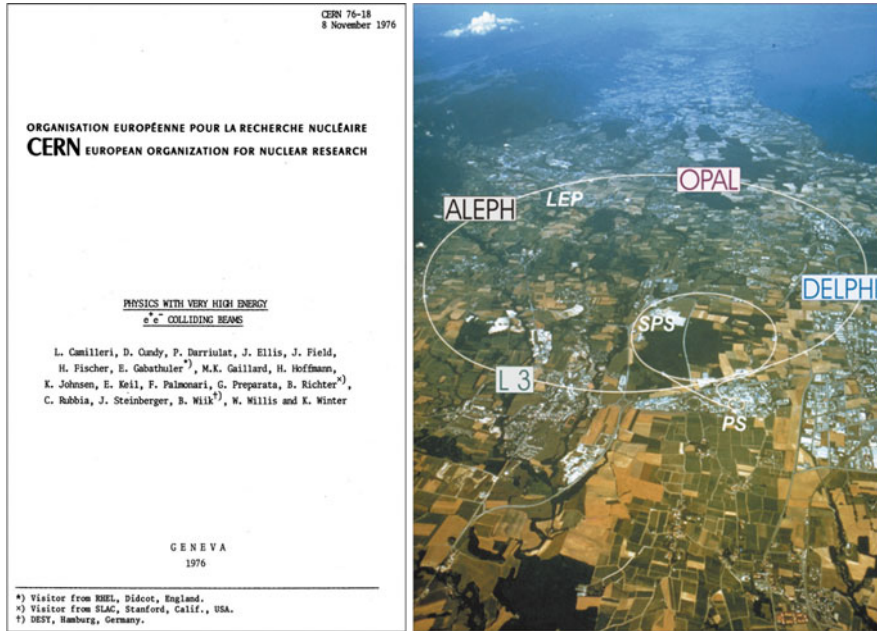 CERN 76-18
8 November 1976
ORGANISATION EUROPÉENNE POUR LA RECHERCHE NUCLÉAIRE
CERN EUROPEAN ORGANIZATION FOR NUCLEAR RESEARCH
PHYSICS WITH VERY HIGH ENERGY
e⁺e⁻ COLLIDING BEAMS
L. Camilleri, D. Cundy, P. Darriulat, J. Ellis, J. Field,
H. Fischer, E. Gabathuler*), M.K. Gaillard, H. Hoffmann,
K. Johnsen, E. Keil, F. Palmonari, G. Preparata, B. Richter×),
C. Rubbia, J. Steinberger, B. Wiik†), W. Willis and K. Winter
GENEVA
1976
*) Visitor from RHEL, Didcot, England.
×) Visitor from SLAC, Stanford, Calif., USA.
†) DESY, Hamburg, Germany.
OPAL
LEP
ALEPH
DELPHI
SPS
L 3
PS